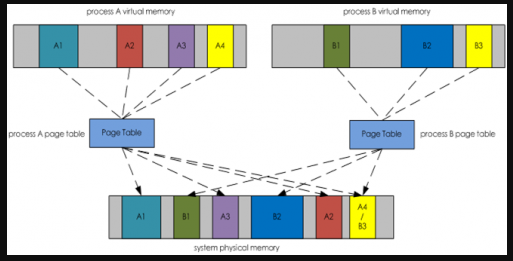 process A virtual memory
process B virtual memory
A1
A2
A3
A4
B1
B2
B3
process A page table
Page Table
Page Table
process B page table
A1
B1
A3
B2
A2
A4
/
B3
system physical memory